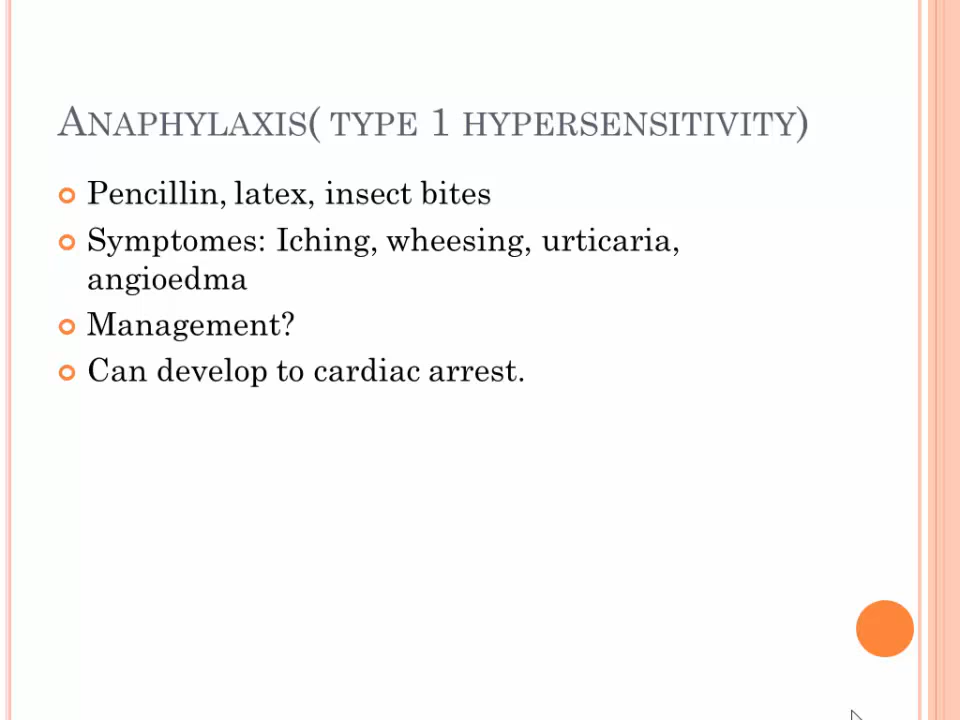 ANAPHYLAXIS( TYPE 1 HYPERSENSITIVITY)
Pencillin, latex, insect bites
Symptomes: Iching, wheesing, urticaria,
angioedma
Management?
Can develop to cardiac arrest.